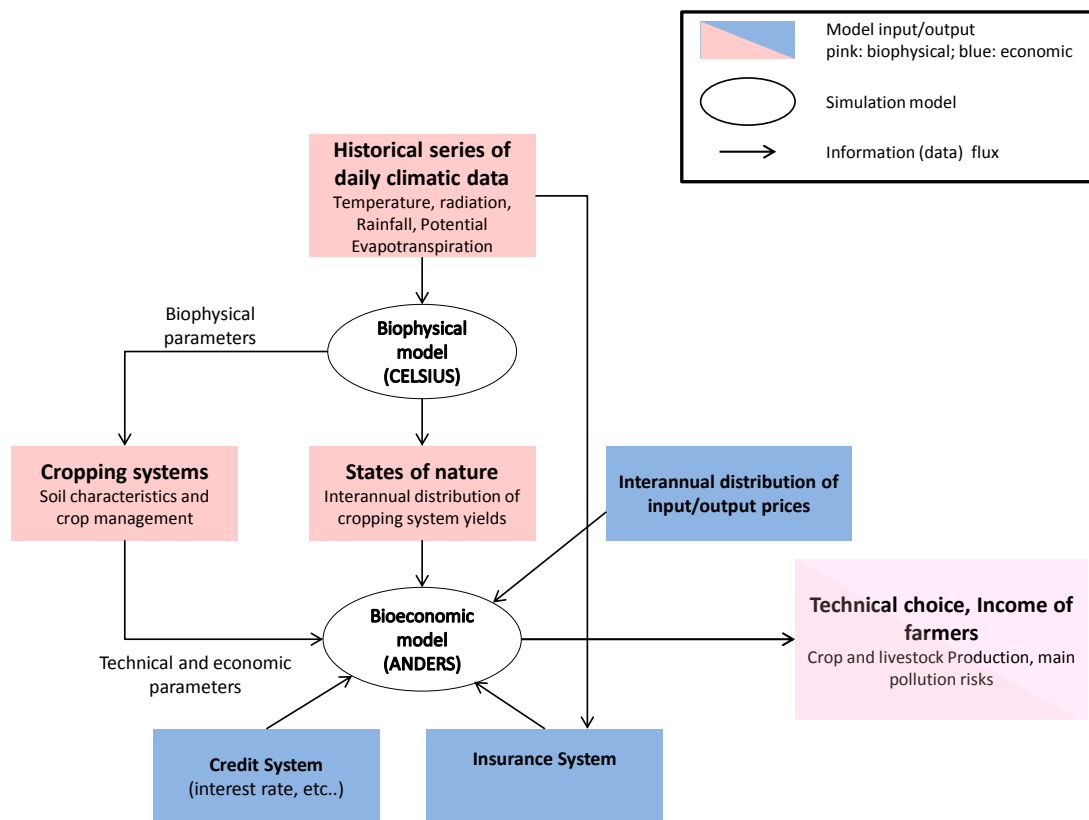 Model input/output
pink: biophysical; blue: economic
Simulation model
Information (data) flux
Historical series of
daily climatic data
Temperature, radiation,
Rainfall, Potential
Evapotranspiration
Biophysical
parameters
Biophysical
model
(CELSIUS)
Cropping systems
Soil characteristics and
crop management
States of nature
Interannual distribution of
cropping system yields
Interannual distribution of
input/output prices
Technical choice, Income of
farmers
Crop and livestock Production, main
pollution risks
Bioeconomic
model
(ANDERS)
Technical and economic
parameters
Credit System
(interest rate, etc..)
Insurance System